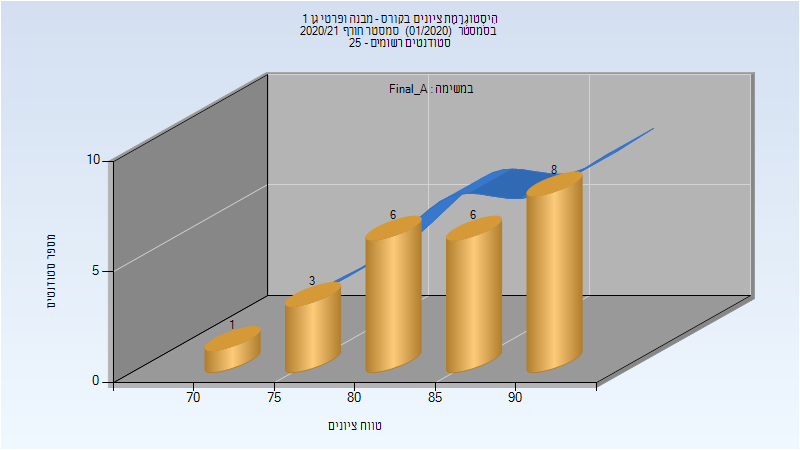 היסטוגרמת ציונים בקורס - מבנה ופרטי גן 1
בסמסטר (01/2020) סמסטר חורף 2020/21
סטודנטים רשומים - 25
במשימה : Final_A
מספר סטודנטים
10
5
0
1
3
6
6
8
70
75
80
85
90
טווח ציונים